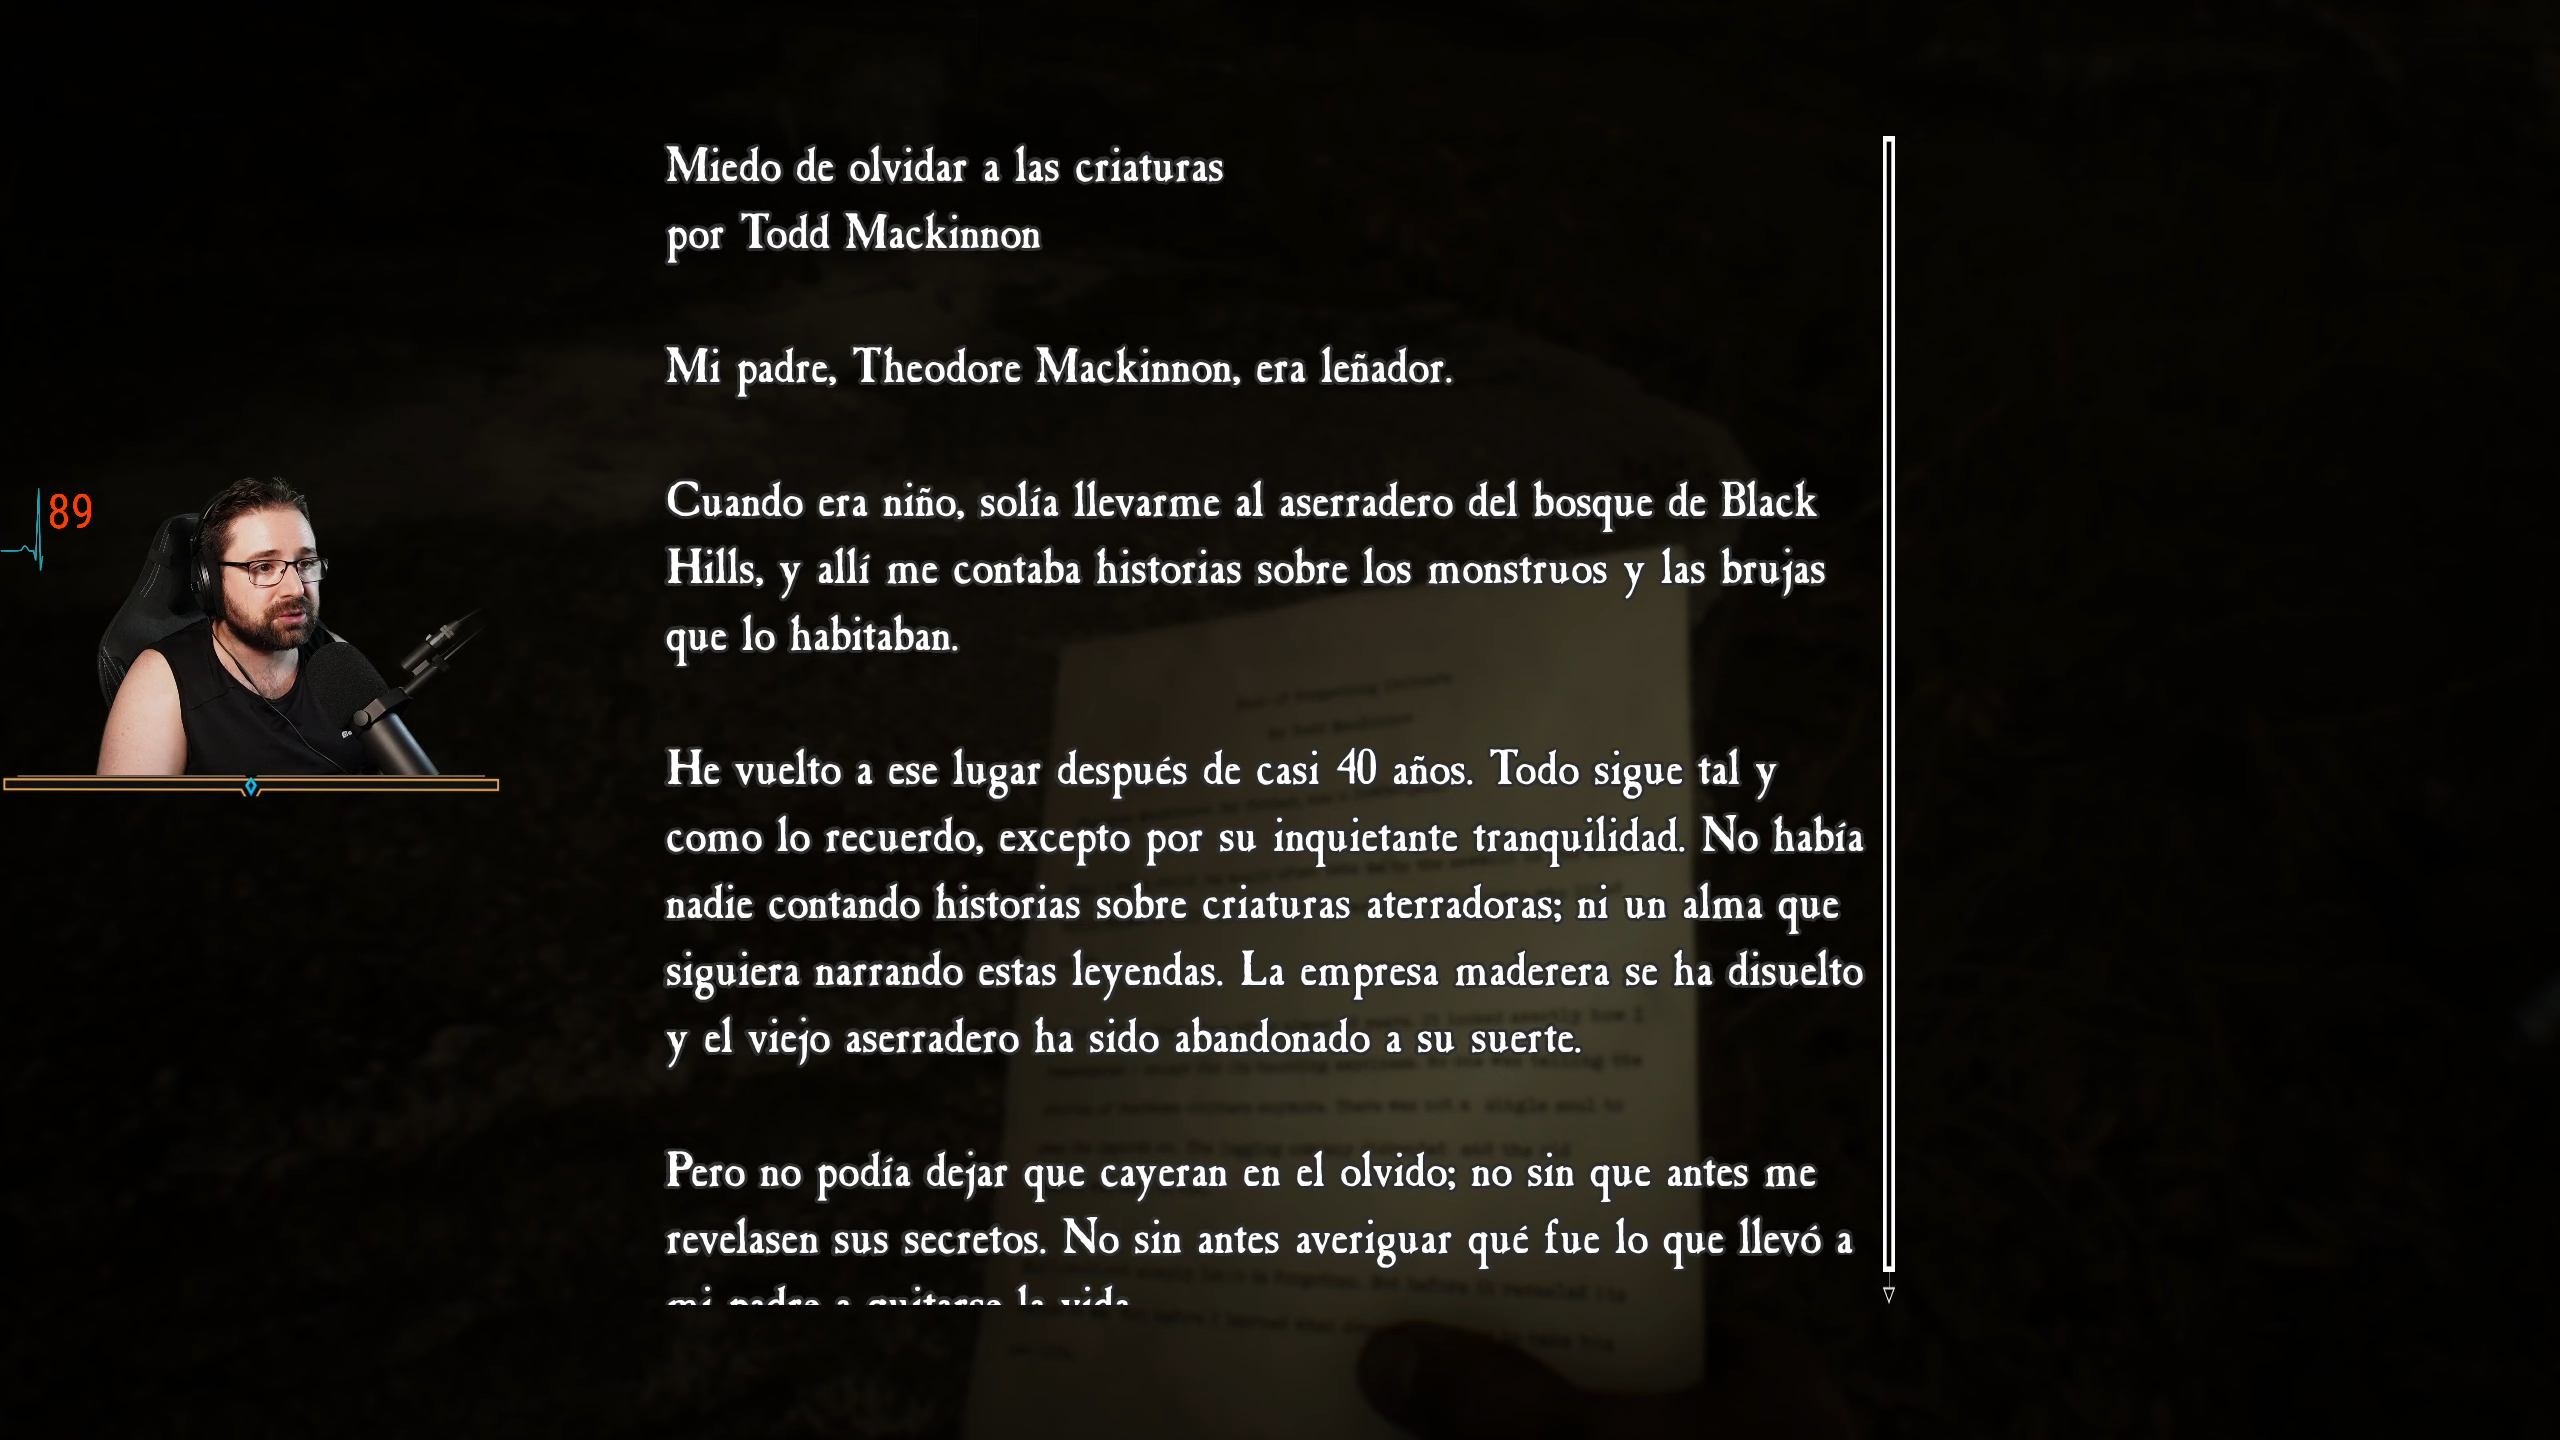 Miedo de olvidar a las criaturas
por Todd Mackinnon
Mi padre, Theodore Mackinnon, era leñador.
Cuando era niño, solía llevarme al aserradero del bosque de Black
Hills, y allí me contaba historias sobre los monstruos y las brujas
que lo habitaban.
He vuelto a ese lugar después de casi 40 años. Todo sigue tal y
como lo recuerdo, excepto por su inquietante tranquilidad. No había
nadie contando historias sobre criaturas aterradoras; ni un alma que
siguiera narrando estas leyendas. La empresa maderera se ha disuelto
y el viejo aserradero ha sido abandonado a su suerte.
Pero no podía dejar que cayeran en el olvido; no sin que antes me
revelasen sus secretos. No sin antes averiguar qué fue lo que llevó a
mi padre a quitarse la vida.
89